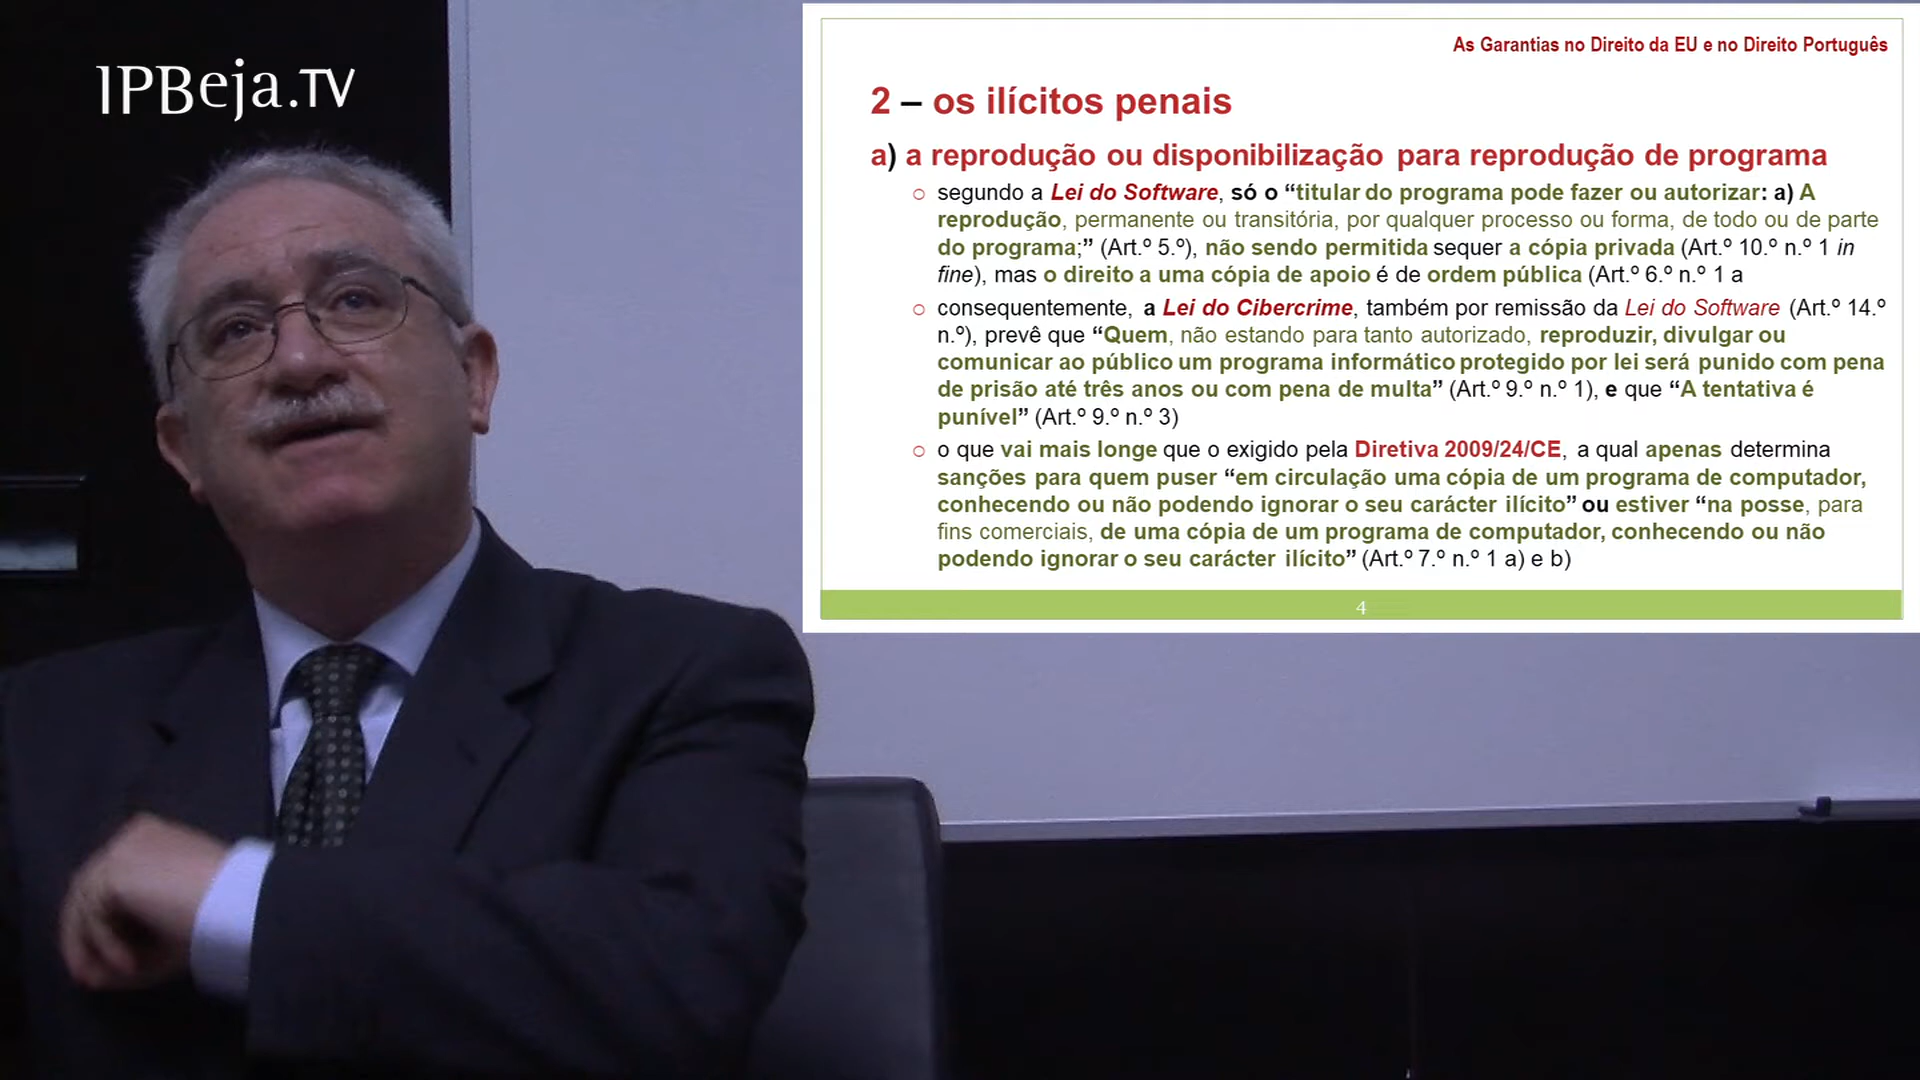 IPBeja.TV
As Garantias no Direito da EU e no Direito Português
2 – os ilícitos penais
a) a reprodução ou disponibilização para reprodução de programa
segundo a Lei do Software, só o “titular do programa pode fazer ou autorizar: a) A
reprodução, permanente ou transitória, por qualquer processo ou forma, de todo ou de parte
do programa;” (Art.º 5.º), não sendo permitida sequer a cópia privada (Art.º 10.º n.º 1 in
fine), mas o direito a uma cópia de apoio é de ordem pública (Art.º 6.º n.º 1 a
consequentemente, a Lei do Cibercrime, também por remissão da Lei do Software (Art.º 14.º
n.º), prevê que “Quem, não estando para tanto autorizado, reproduzir, divulgar ou
comunicar ao público um programa informático protegido por lei será punido com pena
de prisão até três anos ou com pena de multa” (Art.º 9.º n.º 1), e que “A tentativa é
punível” (Art.º 9.º n.º 3)
o que vai mais longe que o exigido pela Diretiva 2009/24/CE, a qual apenas determina
sanções para quem puser “em circulação uma cópia de um programa de computador,
conhecendo ou não podendo ignorar o seu carácter ilícito” ou estiver “na posse, para
fins comerciais, de uma cópia de um programa de computador, conhecendo ou não
podendo ignorar o seu carácter ilícito” (Art.º 7.º n.º 1 a) e b)
4